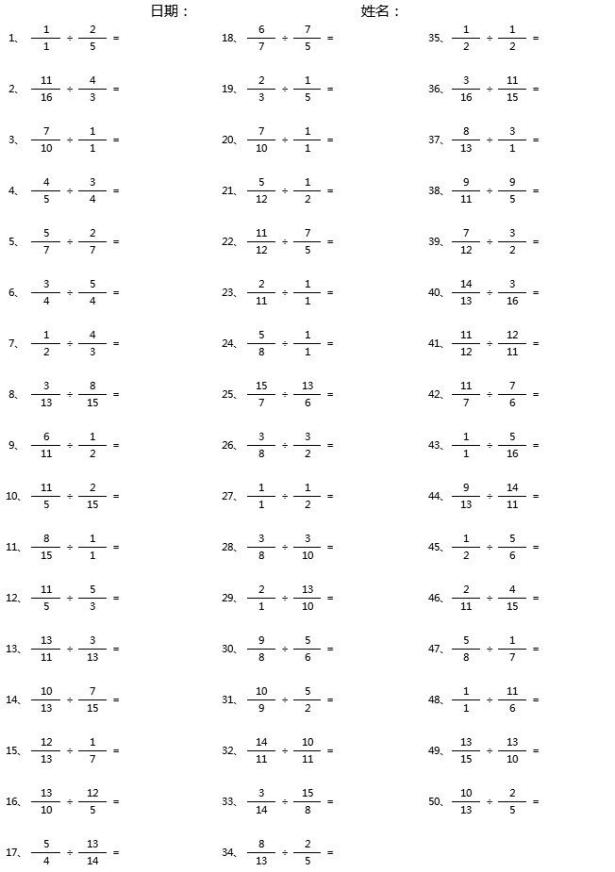 日期： 姓名：
1、 1/1 ÷ 2/5 = 18、 6/7 ÷ 7/5 = 35、 1/2 ÷ 1/2 =
2、 11/16 ÷ 4/3 = 19、 2/3 ÷ 1/5 = 36、 3/16 ÷ 11/15 =
3、 7/10 ÷ 1/1 = 20、 7/10 ÷ 1/1 = 37、 8/13 ÷ 3/1 =
4、 4/5 ÷ 3/4 = 21、 5/12 ÷ 1/2 = 38、 9/11 ÷ 9/5 =
5、 5/7 ÷ 2/7 = 22、 11/12 ÷ 7/5 = 39、 7/12 ÷ 3/2 =
6、 3/4 ÷ 5/4 = 23、 2/11 ÷ 1/1 = 40、 14/13 ÷ 3/16 =
7、 1/2 ÷ 4/3 = 24、 5/8 ÷ 1/1 = 41、 11/12 ÷ 12/11 =
8、 3/13 ÷ 8/15 = 25、 15/7 ÷ 13/6 = 42、 11/7 ÷ 7/6 =
9、 6/11 ÷ 1/2 = 26、 3/8 ÷ 3/2 = 43、 1/1 ÷ 5/16 =
10、 11/5 ÷ 2/15 = 27、 1/1 ÷ 1/2 = 44、 9/13 ÷ 14/11 =
11、 8/15 ÷ 1/1 = 28、 3/8 ÷ 3/10 = 45、 1/2 ÷ 5/6 =
12、 11/5 ÷ 5/3 = 29、 2/1 ÷ 13/10 = 46、 2/11 ÷ 4/15 =
13、 13/11 ÷ 3/13 = 30、 9/8 ÷ 5/6 = 47、 5/8 ÷ 1/7 =
14、 10/13 ÷ 7/15 = 31、 10/9 ÷ 5/2 = 48、 1/1 ÷ 11/6 =
15、 12/13 ÷ 1/7 = 32、 14/11 ÷ 10/11 = 49、 13/15 ÷ 13/10 =
16、 13/10 ÷ 12/5 = 33、 3/14 ÷ 15/8 = 50、 10/13 ÷ 2/5 =
17、 5/4 ÷ 13/14 = 34、 8/13 ÷ 2/5 =